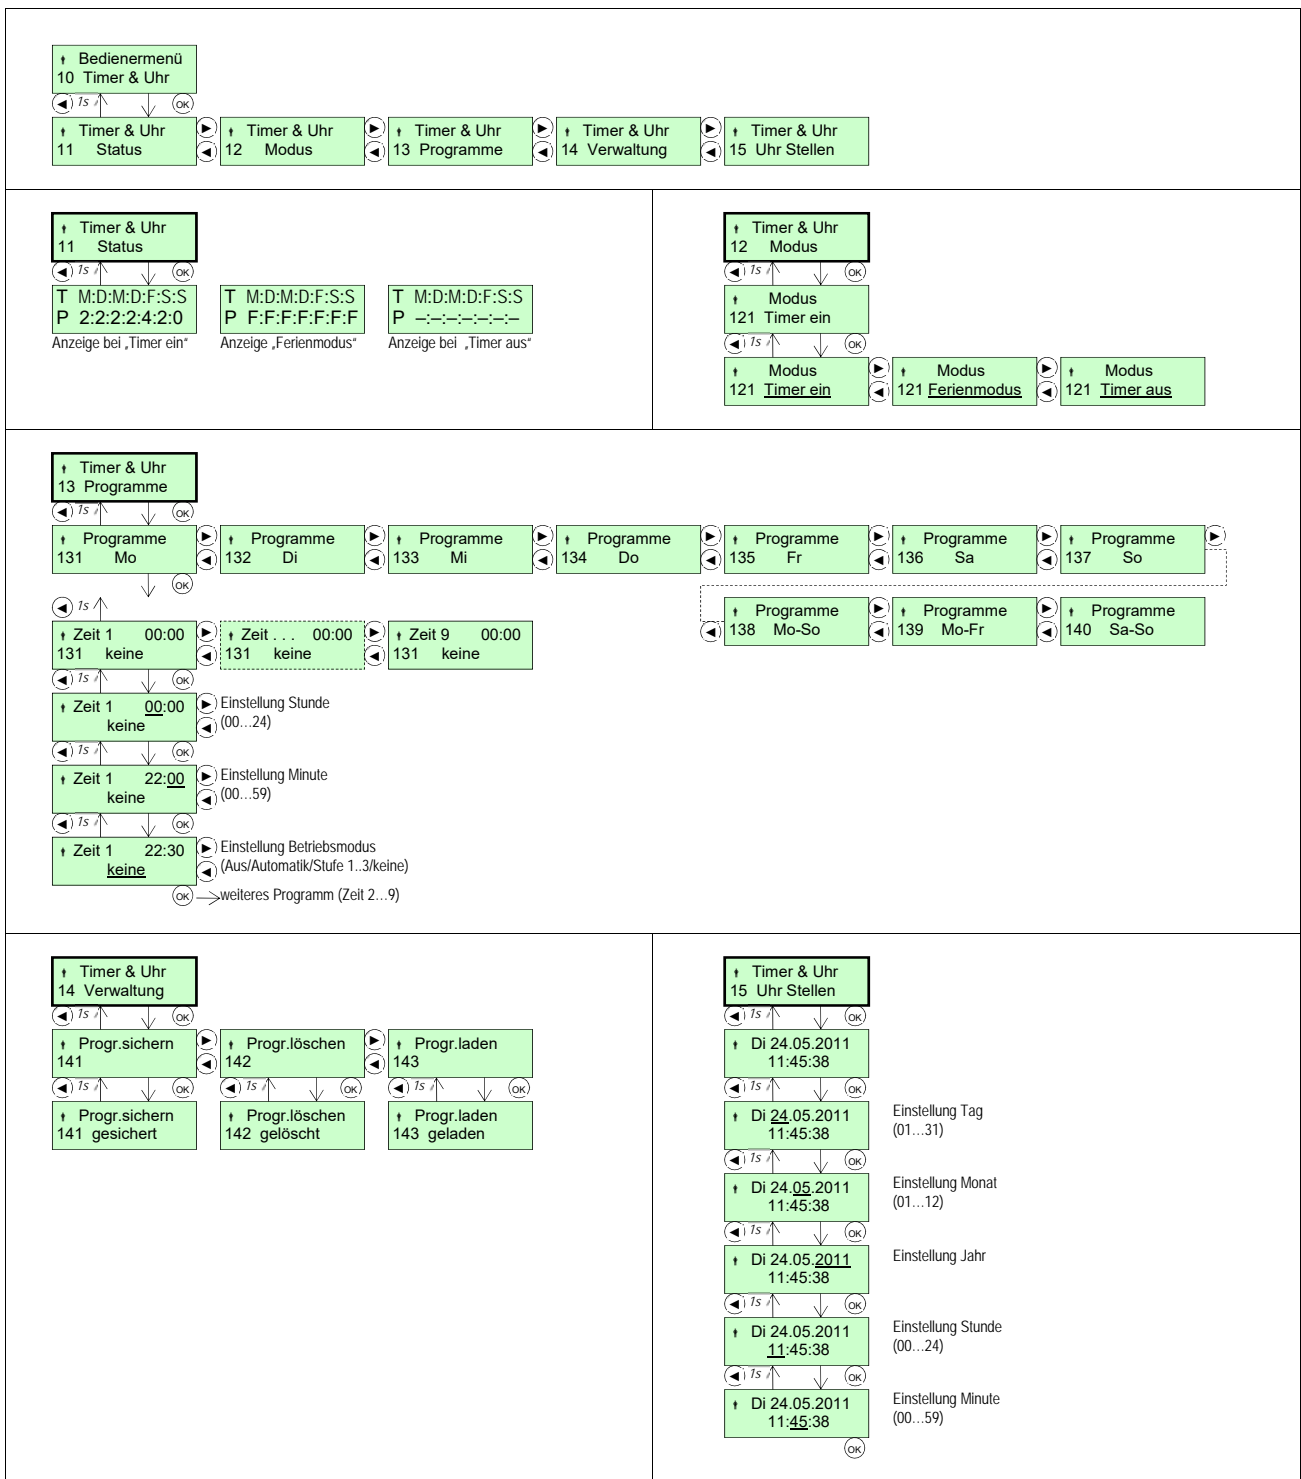 Bedienermenü
10 Timer & Uhr
1s OK
Timer & Uhr
11 Status
Timer & Uhr
12 Modus
Timer & Uhr
13 Programme
Timer & Uhr
14 Verwaltung
Timer & Uhr
15 Uhr Stellen
Timer & Uhr
11 Status
1s OK
T M:D:M:D:F:S:S
P 2:2:2:2:4:2:0
Anzeige bei „Timer ein“
T M:D:M:D:F:S:S
P F:F:F:F:F:F:F
Anzeige „Ferienmodus“
T M:D:M:D:F:S:S
P –:–:–:–:–:–:–
Anzeige bei „Timer aus“
Timer & Uhr
12 Modus
1s OK
Modus
121 Timer ein
1s OK
Modus
121 Timer ein
Modus
121 Ferienmodus
Modus
121 Timer aus
Timer & Uhr
13 Programme
1s OK
Programme
131 Mo
Programme
132 Di
Programme
133 Mi
Programme
134 Do
Programme
135 Fr
Programme
136 Sa
Programme
137 So
Programme
138 Mo-So
Programme
139 Mo-Fr
Programme
140 Sa-So
OK
1s
Zeit 1 00:00
131 keine
Zeit . . . 00:00
131 keine
Zeit 9 00:00
131 keine
1s OK
Zeit 1 00:00
keine
Einstellung Stunde
(00…24)
1s OK
Zeit 1 22:00
keine
Einstellung Minute
(00…59)
1s OK
Zeit 1 22:30
keine
Einstellung Betriebsmodus
(Aus/Automatik/Stufe 1..3/keine)
OK weiteres Programm (Zeit 2…9)
Timer & Uhr
14 Verwaltung
1s OK
Progr.sichern
141
Progr.löschen
142
Progr.laden
143
1s OK
1s OK
1s OK
Progr.sichern
141 gesichert
Progr.löschen
142 gelöscht
Progr.laden
143 geladen
Timer & Uhr
15 Uhr Stellen
1s OK
Di 24.05.2011
11:45:38
1s OK
Di 24.05.2011
11:45:38
Einstellung Tag
(01…31)
1s OK
Di 24.05.2011
11:45:38
Einstellung Monat
(01…12)
1s OK
Di 24.05.2011
11:45:38
Einstellung Jahr
1s OK
Di 24.05.2011
11:45:38
Einstellung Stunde
(00…24)
1s OK
Di 24.05.2011
11:45:38
Einstellung Minute
(00…59)
OK